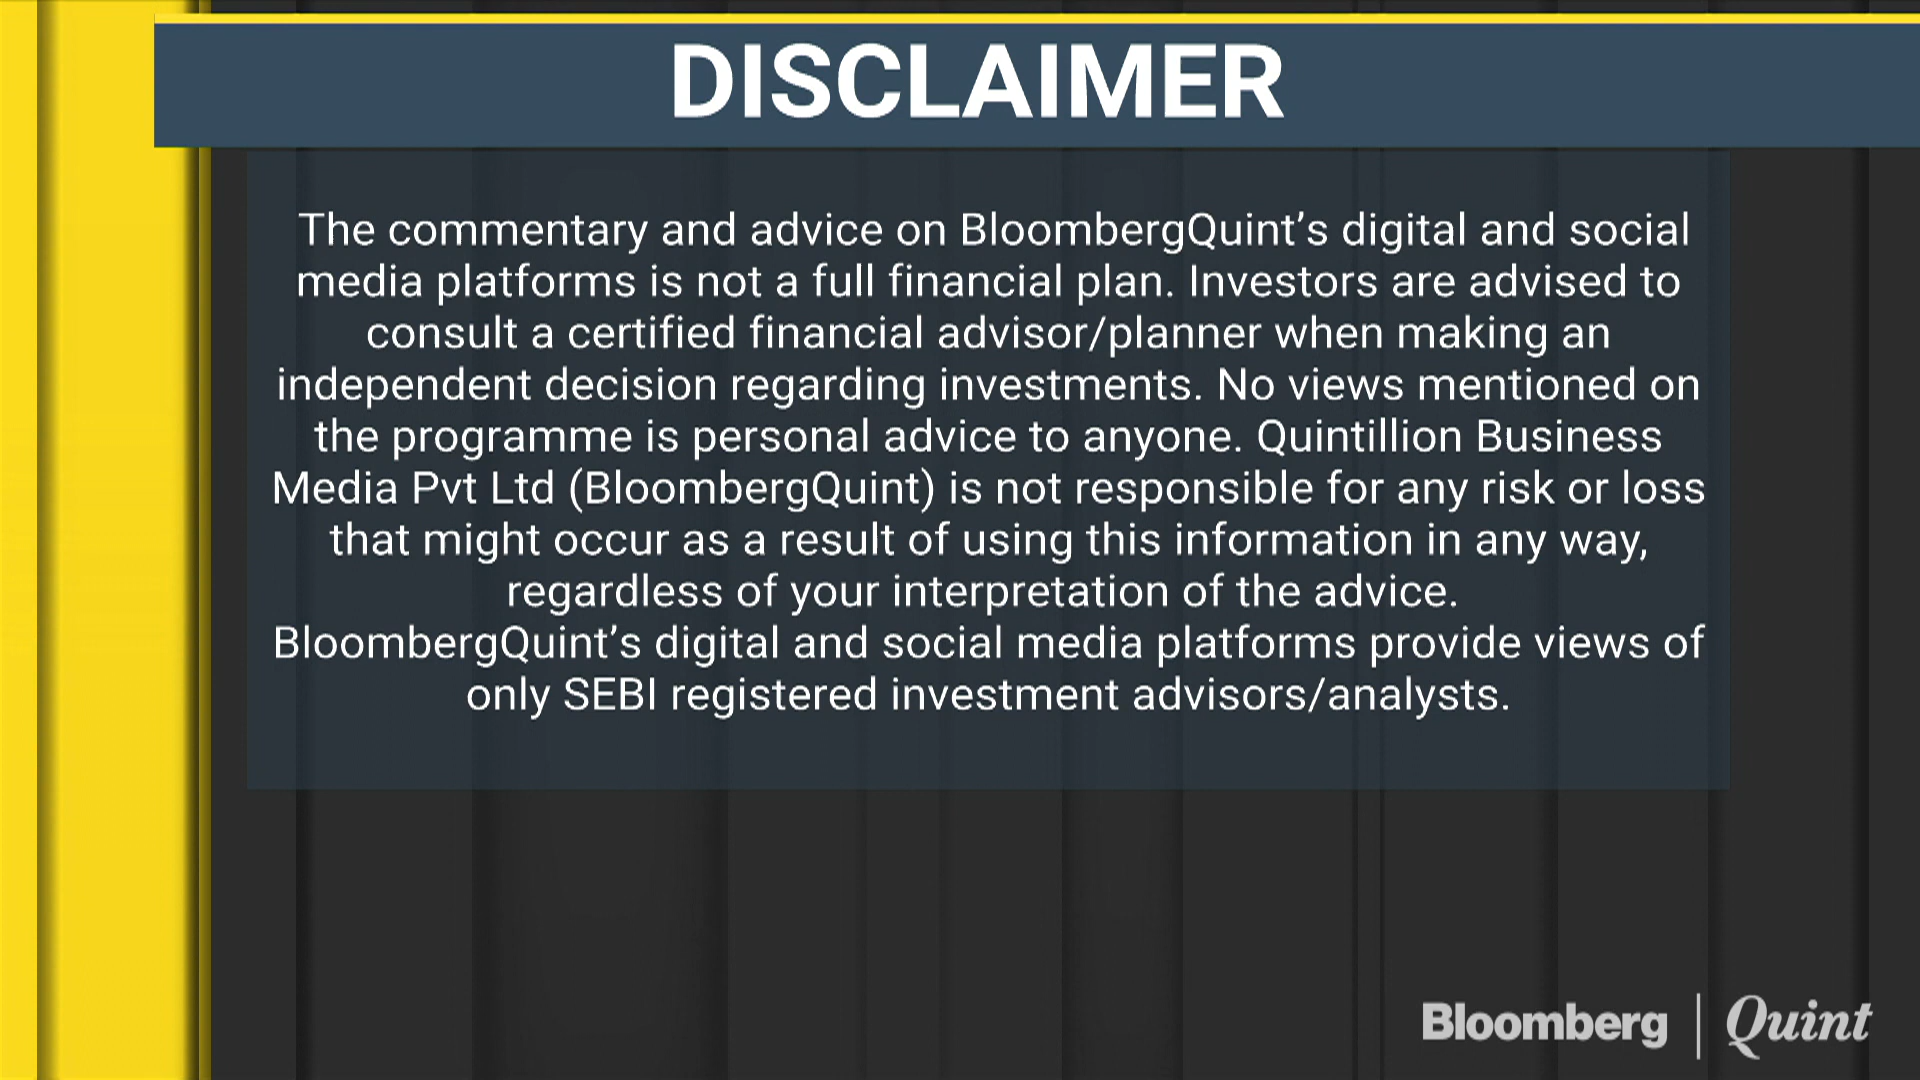 DISCLAIMER
The commentary and advice on BloombergQuint’s digital and social
media platforms is not a full financial plan. Investors are advised to
consult a certified financial advisor/planner when making an
independent decision regarding investments. No views mentioned on
the programme is personal advice to anyone. Quintillion Business
Media Pvt Ltd (BloombergQuint) is not responsible for any risk or loss
that might occur as a result of using this information in any way,
regardless of your interpretation of the advice.
BloombergQuint’s digital and social media platforms provide views of
only SEBI registered investment advisors/analysts.
Bloomberg | Quint